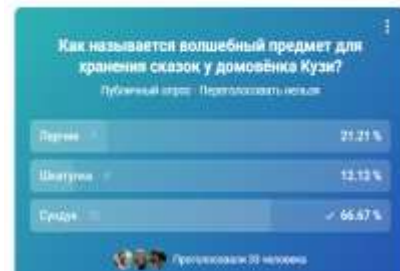 Как называется волшебный предмет для
хранения сказок у домовёнка Кузи?
Публичный опрос · Переголосовать нельзя
Ларчик 21.21 %
Шкатулка 12.12 %
Сундук 66.67 %
Проголосовали 33 человека